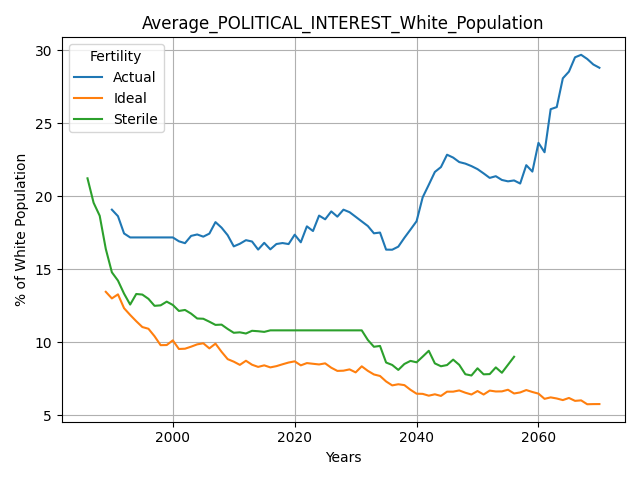 Average_POLITICAL_INTEREST_White_Population
Fertility
Actual
Ideal
Sterile
% of White Population
30
25
20
15
10
5
2000
2020
2040
2060
Years